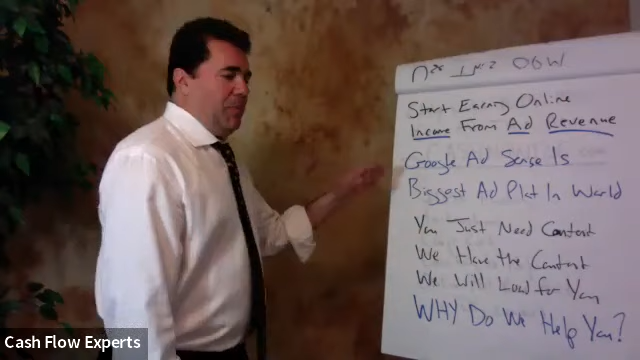 Start Earning Online
Income From Ad Revenue
Google Ad Sense Is
Biggest Ad Plat In World
You Just Need Content
We Have the Content
We Will Load for You
WHY Do We Help You?
Cash Flow Experts